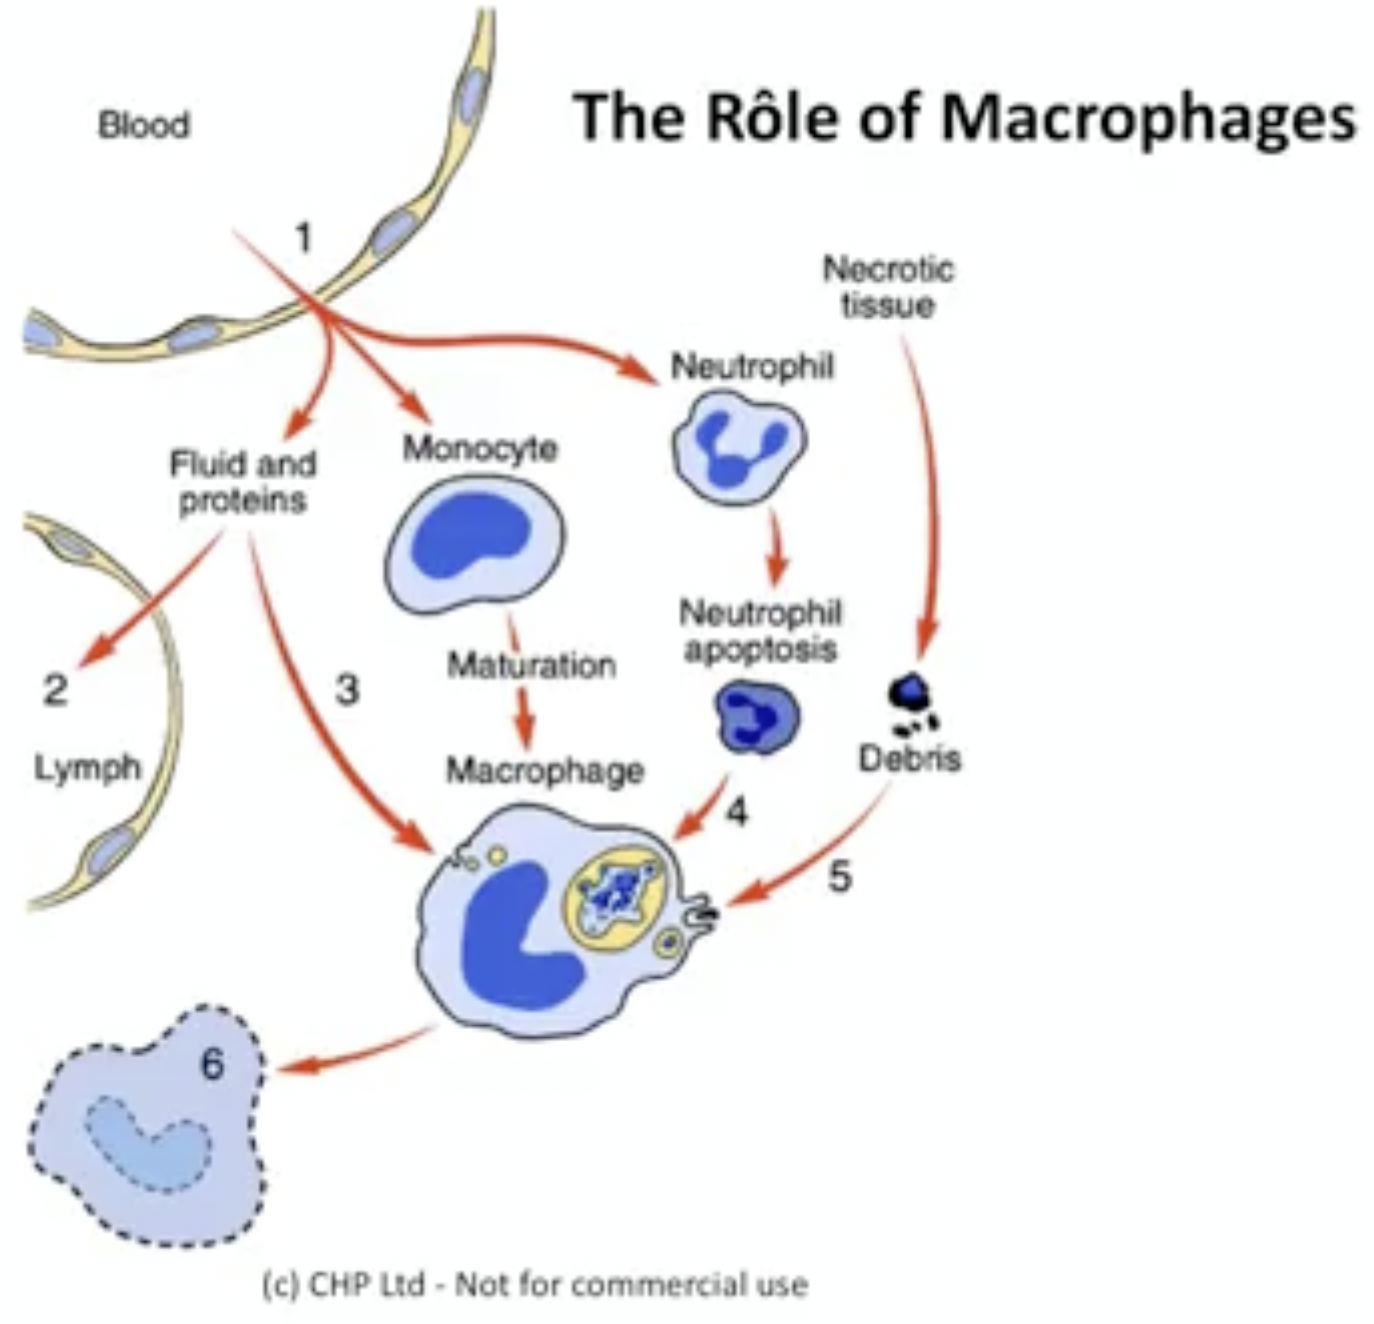 The Rôle of Macrophages
Blood
1
Necrotic
tissue
Neutrophil
Monocyte
Fluid and
proteins
Neutrophil
apoptosis
Maturation
2
3
Lymph
Macrophage
Debris
4
5
6
(c) CHP Ltd - Not for commercial use